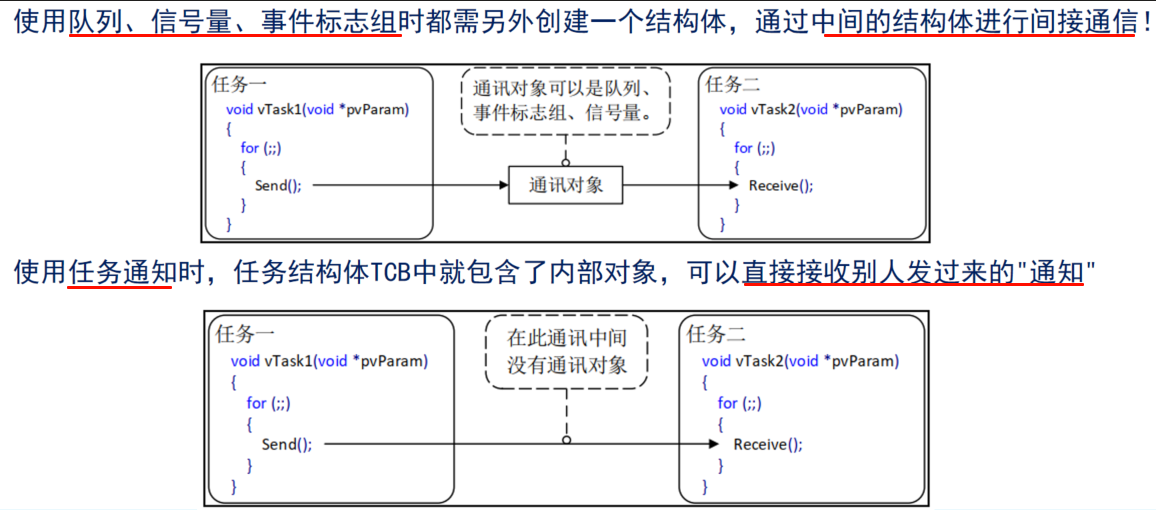 使用队列、信号量、事件标志组时都需另外创建一个结构体，通过中间的结构体进行间接通信！
任务一
void vTask1(void *pvParam)
{
for (;;)
{
Send();
}
}
通讯对象可以是队列、
事件标志组、信号量。
通讯对象
任务二
void vTask2(void *pvParam)
{
for (;;)
{
Receive();
}
}
使用任务通知时，任务结构体TCB中就包含了内部对象，可以直接接收别人发过来的"通知"
任务一
void vTask1(void *pvParam)
{
for (;;)
{
Send();
}
}
在此通讯中间
没有通讯对象
任务二
void vTask2(void *pvParam)
{
for (;;)
{
Receive();
}
}